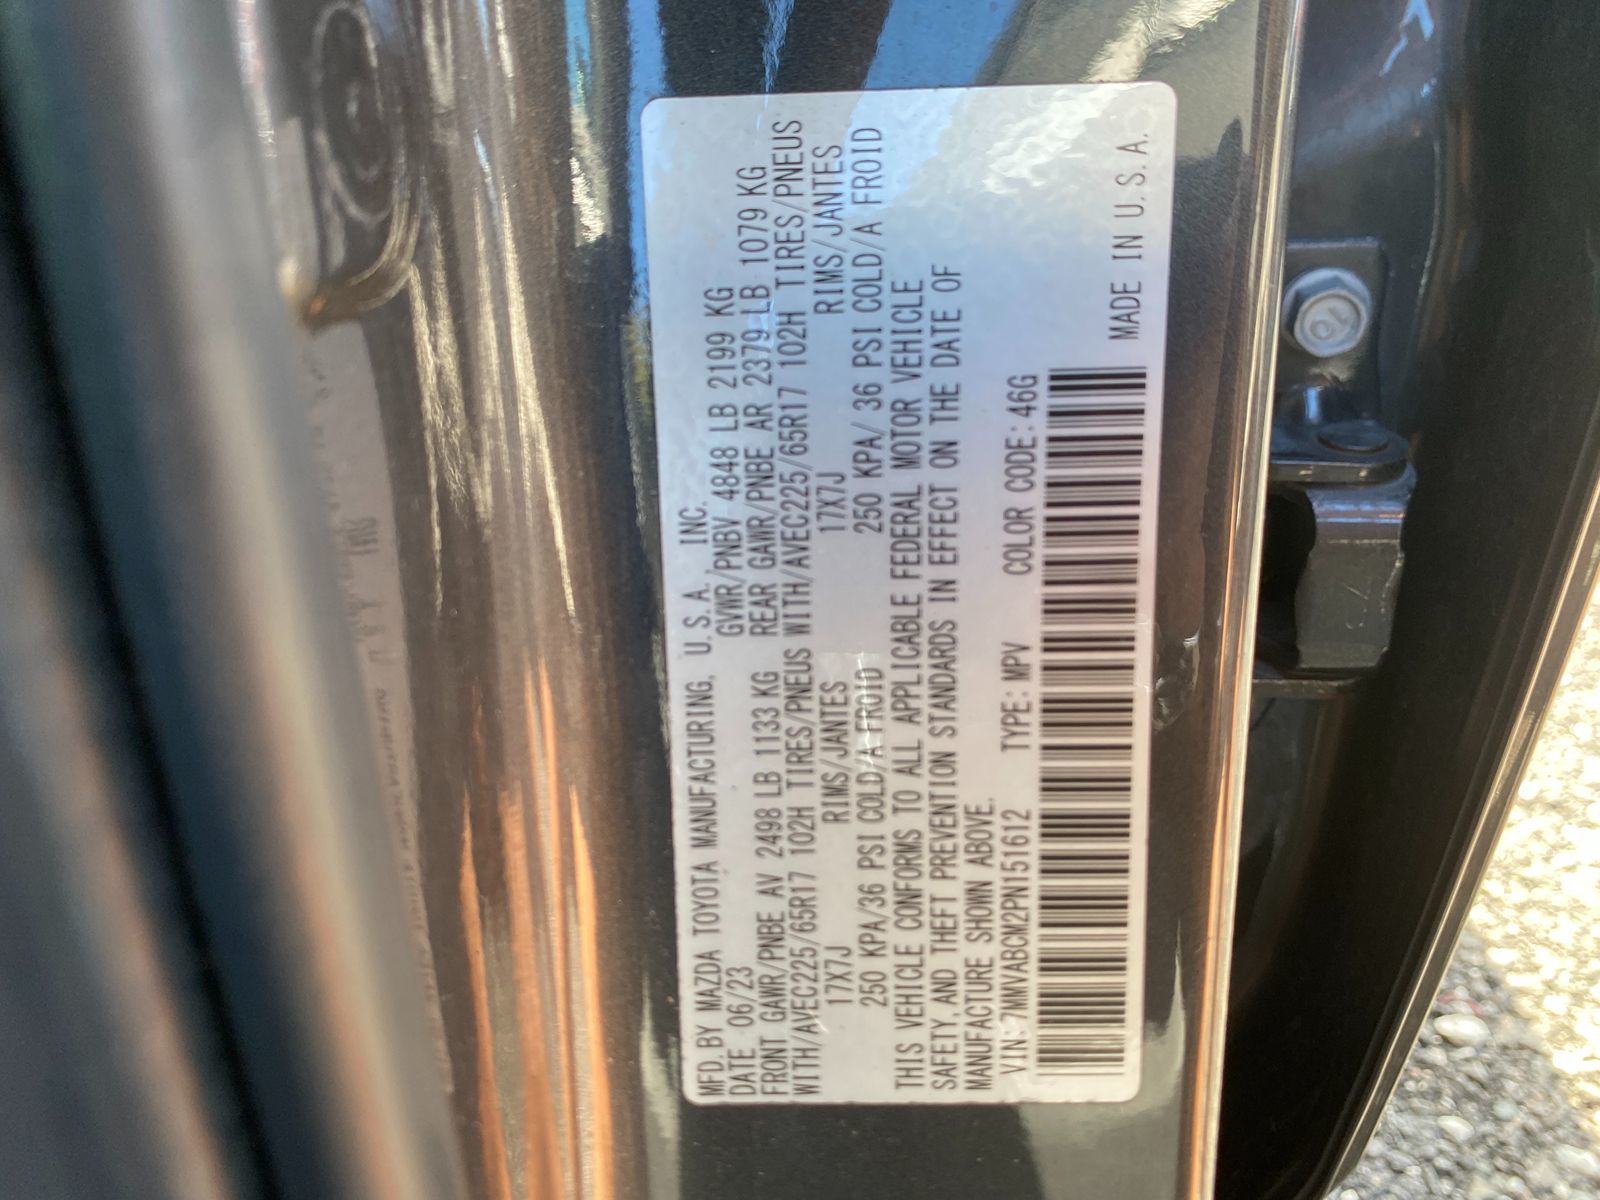 MFD. BY MAZDA TOYOTA MANUFACTURING, U.S.A. INC.
DATE 06/23 GVWR/PNBV 4848 LB 2199 KG
FRONT GAWR/PNBE AV 2498 LB 1133 KG REAR GAWR/PNBE AR 2379 LB 1079 KG
WITH/AVEC225/65R17 102H TIRES/PNEUS WITH/AVEC225/65R17 102H TIRES/PNEUS
17X7J RIMS/JANTES 17X7J RIMS/JANTES
250 KPA/36 PSI COLD/A FROID 250 KPA/ 36 PSI COLD/A FROID
THIS VEHICLE CONFORMS TO ALL APPLICABLE FEDERAL MOTOR VEHICLE
SAFETY, AND THEFT PREVENTION STANDARDS IN EFFECT ON THE DATE OF
MANUFACTURE SHOWN ABOVE.
VIN: 7MMVABCM2PN151612 TYPE: MPV COLOR CODE: 46G
MADE IN U.S.A.